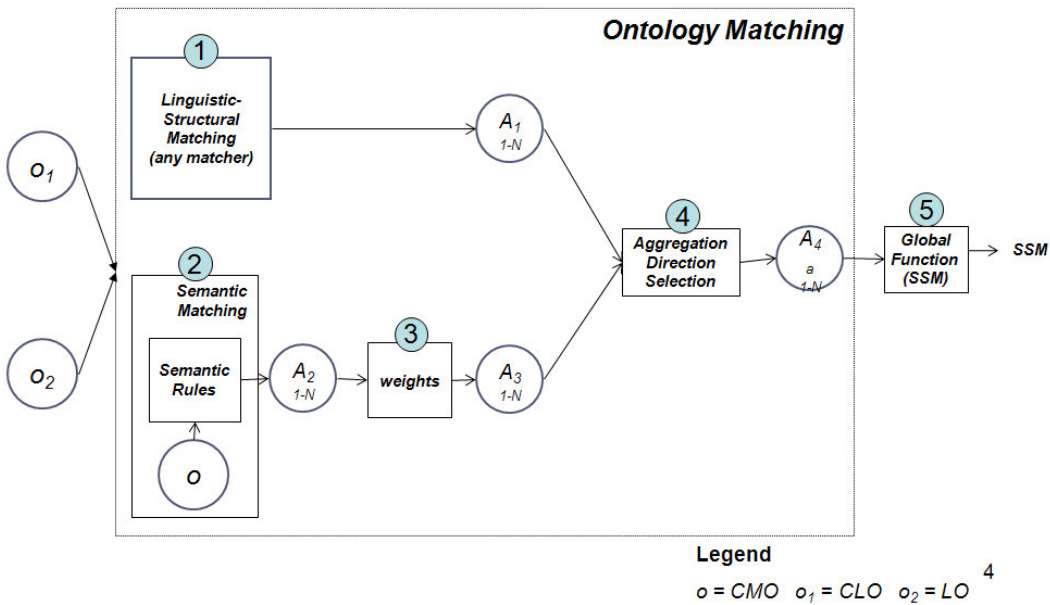 Ontology Matching
1
Linguistic-
Structural
Matching
(any matcher)
A1
1-N
o1
2
Semantic
Matching
Semantic
Rules
o
o2
A2
1-N
3
weights
A3
1-N
4
Aggregation
Direction
Selection
A4
a
1-N
5
Global
Function
(SSM)
SSM
Legend
o = CMO o1 = CLO o2 = LO
4